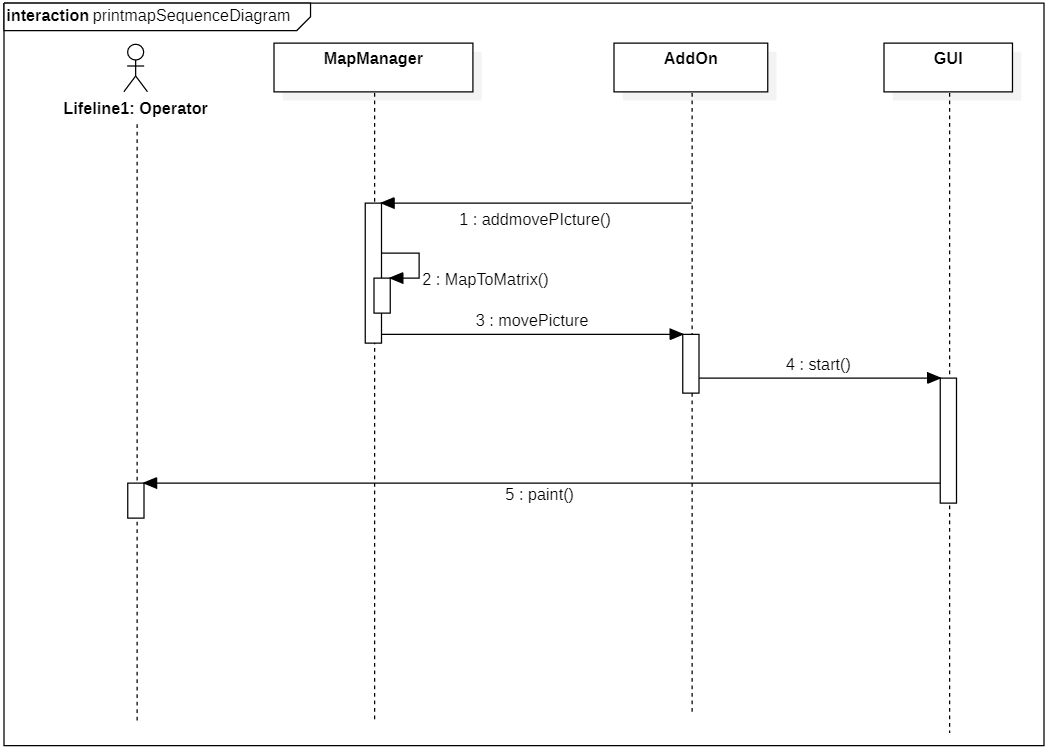 interaction printmapSequenceDiagram
Lifeline1: Operator
MapManager
AddOn
GUI
1 : addmovePIcture()
2 : MapToMatrix()
3 : movePicture
4 : start()
5 : paint()